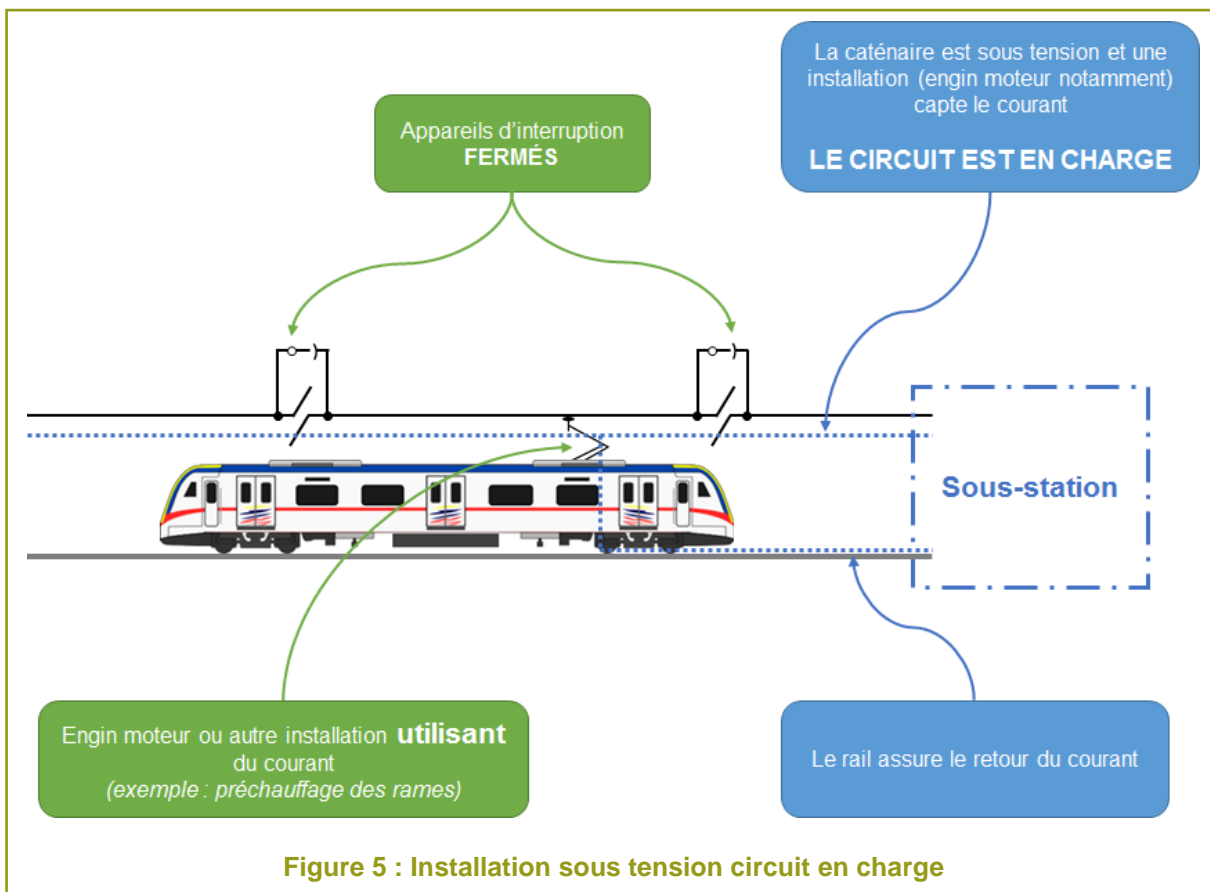 La caténaire est sous tension et une
installation (engin moteur notamment)
capte le courant
LE CIRCUIT EST EN CHARGE
Appareils d'interruption
FERMÉS
Sous-station
Engin moteur ou autre installation utilisant
du courant
(exemple : préchauffage des rames)
Le rail assure le retour du courant
Figure 5 : Installation sous tension circuit en charge